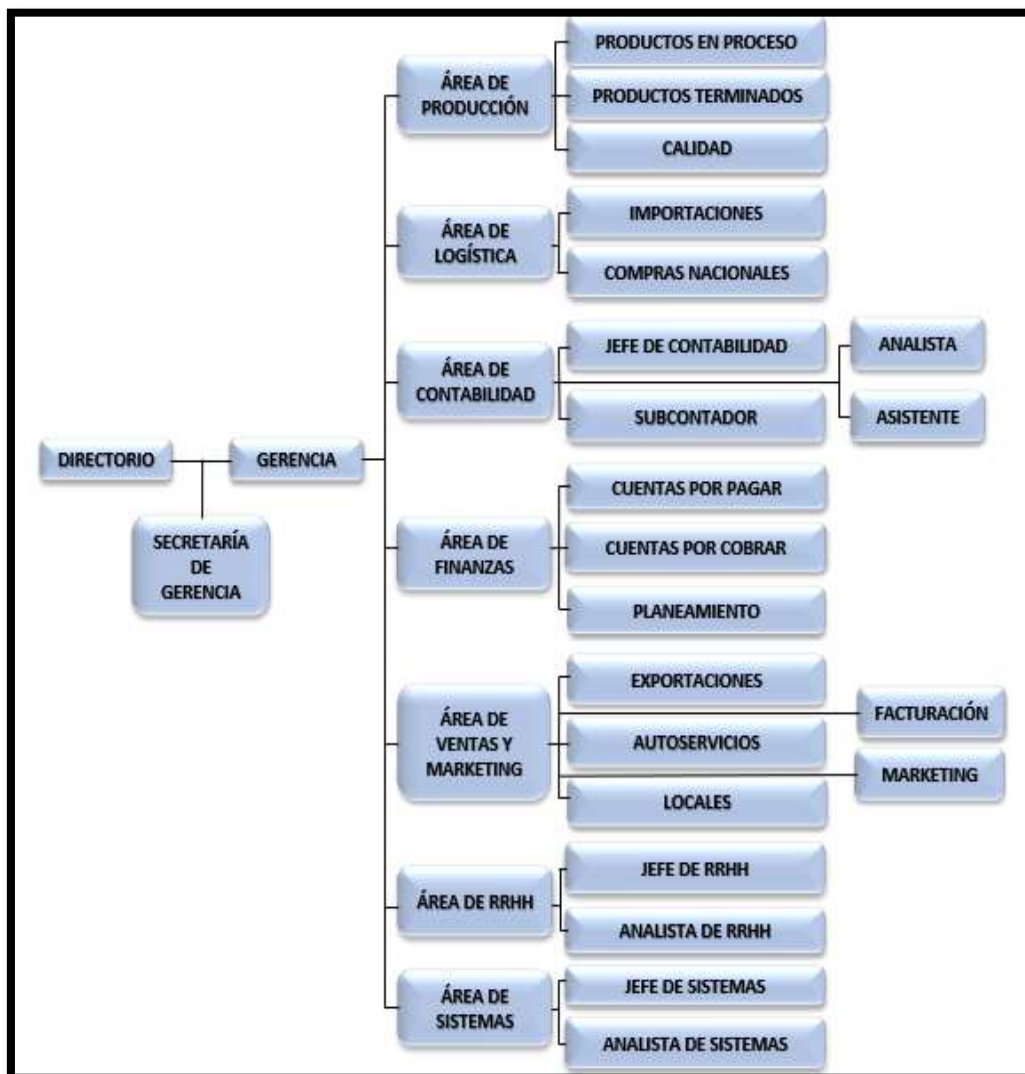 DIRECTORIO
SECRETARÍA
DE
GERENCIA
GERENCIA
ÁREA DE
PRODUCCIÓN
PRODUCTOS EN PROCESO
PRODUCTOS TERMINADOS
CALIDAD
ÁREA DE
LOGÍSTICA
IMPORTACIONES
COMPRAS NACIONALES
ÁREA DE
CONTABILIDAD
JEFE DE CONTABILIDAD
SUBCONTADOR
ANALISTA
ASISTENTE
ÁREA DE
FINANZAS
CUENTAS POR PAGAR
CUENTAS POR COBRAR
PLANEAMIENTO
ÁREA DE
VENTAS Y
MARKETING
EXPORTACIONES
AUTOSERVICIOS
LOCALES
FACTURACIÓN
MARKETING
ÁREA DE RRHH
JEFE DE RRHH
ANALISTA DE RRHH
ÁREA DE
SISTEMAS
JEFE DE SISTEMAS
ANALISTA DE SISTEMAS